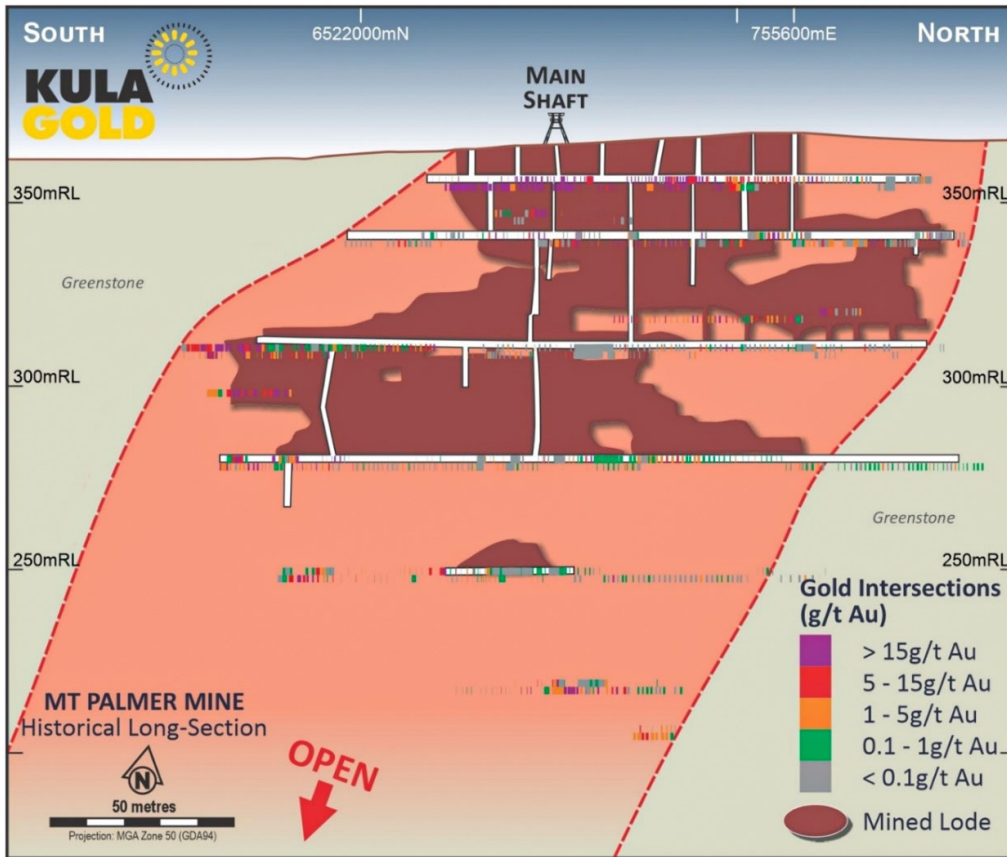 SOUTH
6522000mN
755600mE
NORTH
KULA
GOLD
MAIN
SHAFT
350mRL
350mRL
Greenstone
300mRL
300mRL
Greenstone
250mRL
250mRL
Gold Intersections
(g/t Au)
> 15g/t Au
5 - 15g/t Au
1 - 5g/t Au
0.1 - 1g/t Au
< 0.1g/t Au
Mined Lode
MT PALMER MINE
Historical Long-Section
N
50 metres
Projection: MGA Zone 50 (GDA94)
OPEN